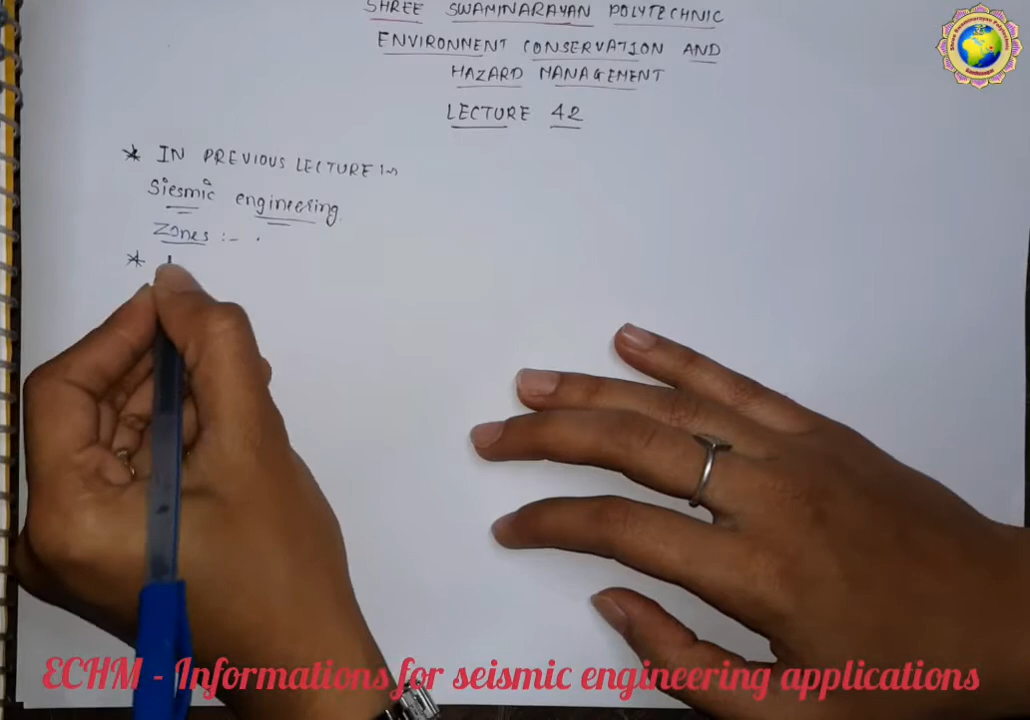 SHREE SWAMINARAYAN POLYTECHNIC
ENVIRONMENT CONSERVATION AND
HAZARD MANAGEMENT
LECTURE 42
* IN PREVIOUS LECTURE :~
Siesmic engineering
Zones :- .
*
ECHM - Informations for seismic engineering applications